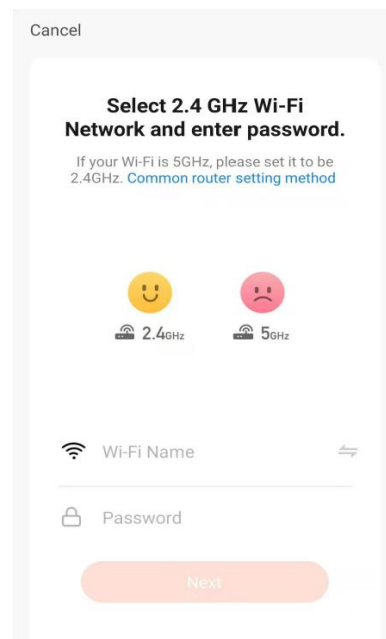 Cancel
Select 2.4 GHz Wi-Fi
Network and enter password.
If your Wi-Fi is 5GHz, please set it to be
2.4GHz. Common router setting method
2.4GHz 5GHz
Wi-Fi Name
Password
Next